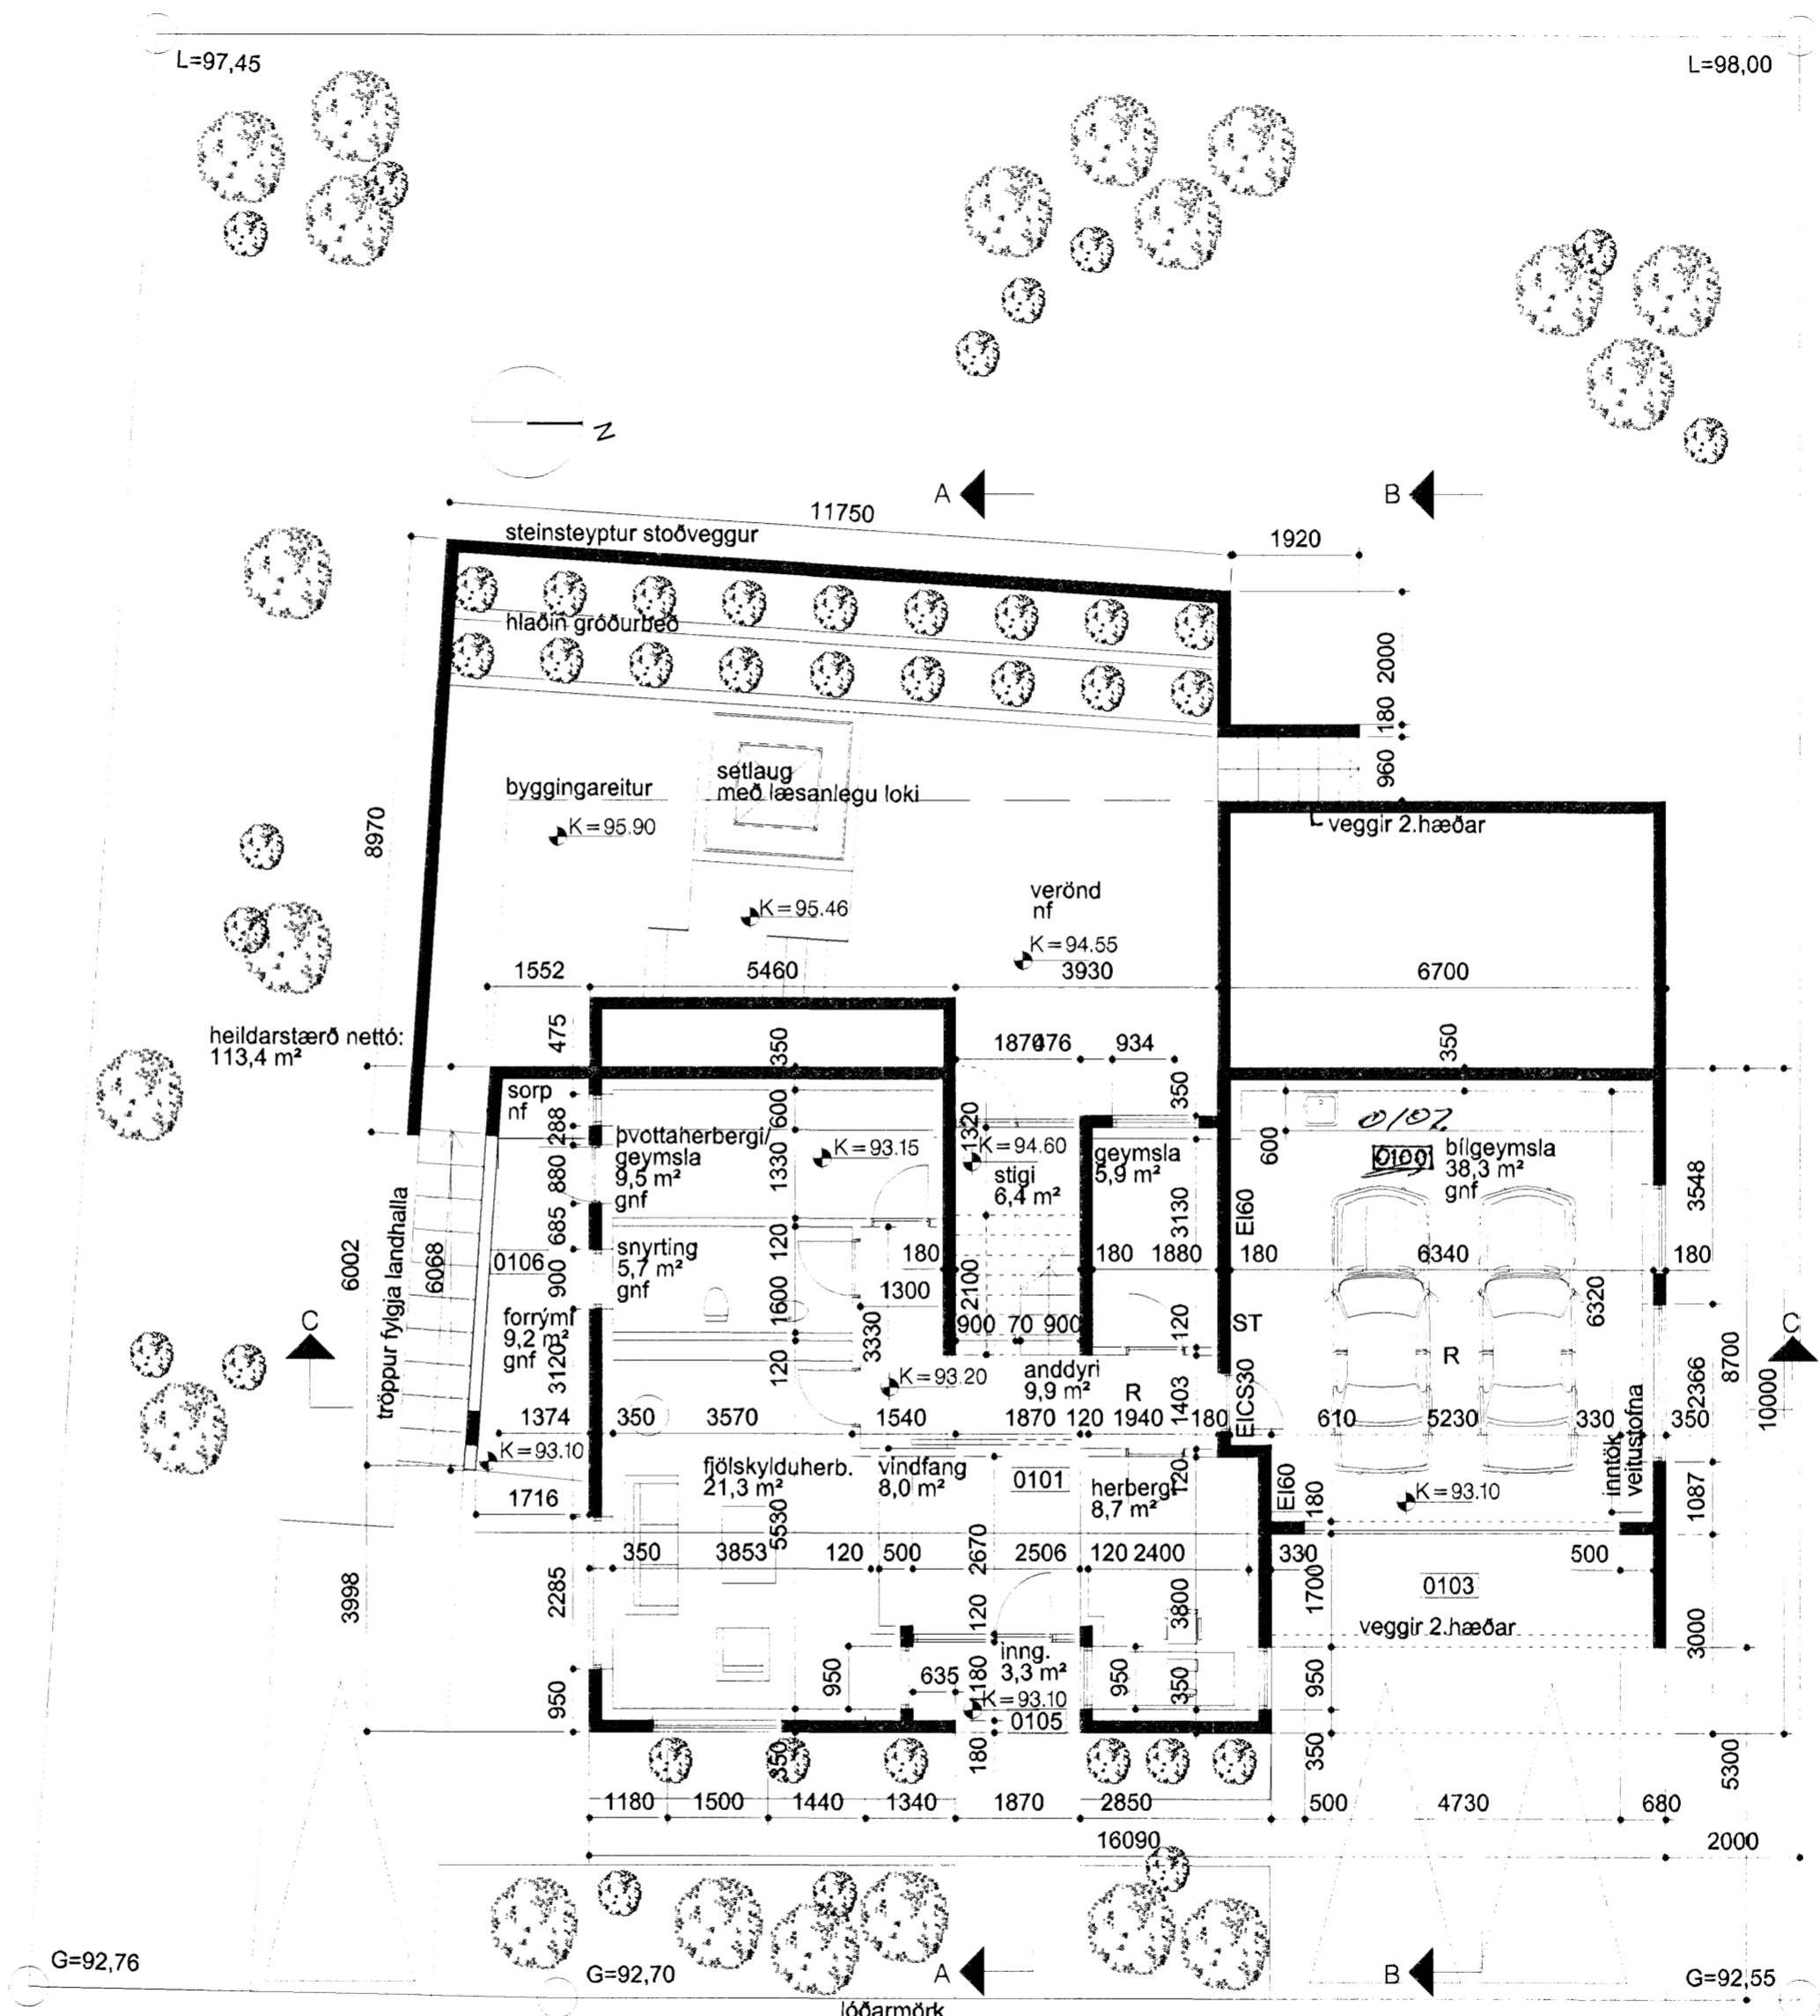 L=97,45
L=98,00
N
A
B
11750
steinsteyptur stoðveggur
1920
hlaðin gróðurbeð
2000
180
960
byggingareitur
setlaug
með læsanlegu loki
K=95.90
veggir 2.hæðar
8970
verönd
nf
K=95.46
K=94.55
1552
5460
3930
6700
heildarstærð nettó:
113,4 m²
475
350
1870
476
934
350
350
sorp
nf
288
600
1320
600
0102
0100
bílgeymsla
38,3 m²
gnf
þvottaherbergi/
geymsla
9,5 m²
gnf
K=93.15
K=94.60
stigi
6,4 m²
geymsla
5,9 m²
880
1330
3130
EI60
3548
685
tröppur fylgja landhalla
6002
6068
0106
snyrting
5,7 m²
gnf
120
180
180
1880
180
6340
180
900
1600
1300
2100
6320
C
forrými
9,2 m²
gnf
3120
120
3330
900
70
900
120
ST
C
K=93.20
anddyri
9,9 m²
R
R
1403
EICS30
2366
8700
10000
1374
350
3570
1540
1870
120
1940
180
610
5230
330
350
K=93.10
fjölskylduherb.
21,3 m²
vindfang
8,0 m²
0101
herbergi
8,7 m²
120
EI60
180
K=93.10
inntök
veitustofna
1087
1716
5530
2670
350
3853
120
500
2506
120
2400
330
500
3998
2285
120
3800
1700
0103
veggir 2.hæðar
3000
inng.
3,3 m²
950
950
635
1180
950
350
950
K=93.10
0105
350
180
350
5300
1180
1500
1440
1340
1870
2850
500
4730
680
16090
2000
G=92,76
G=92,70
A
B
G=92,55
lóðarmörk